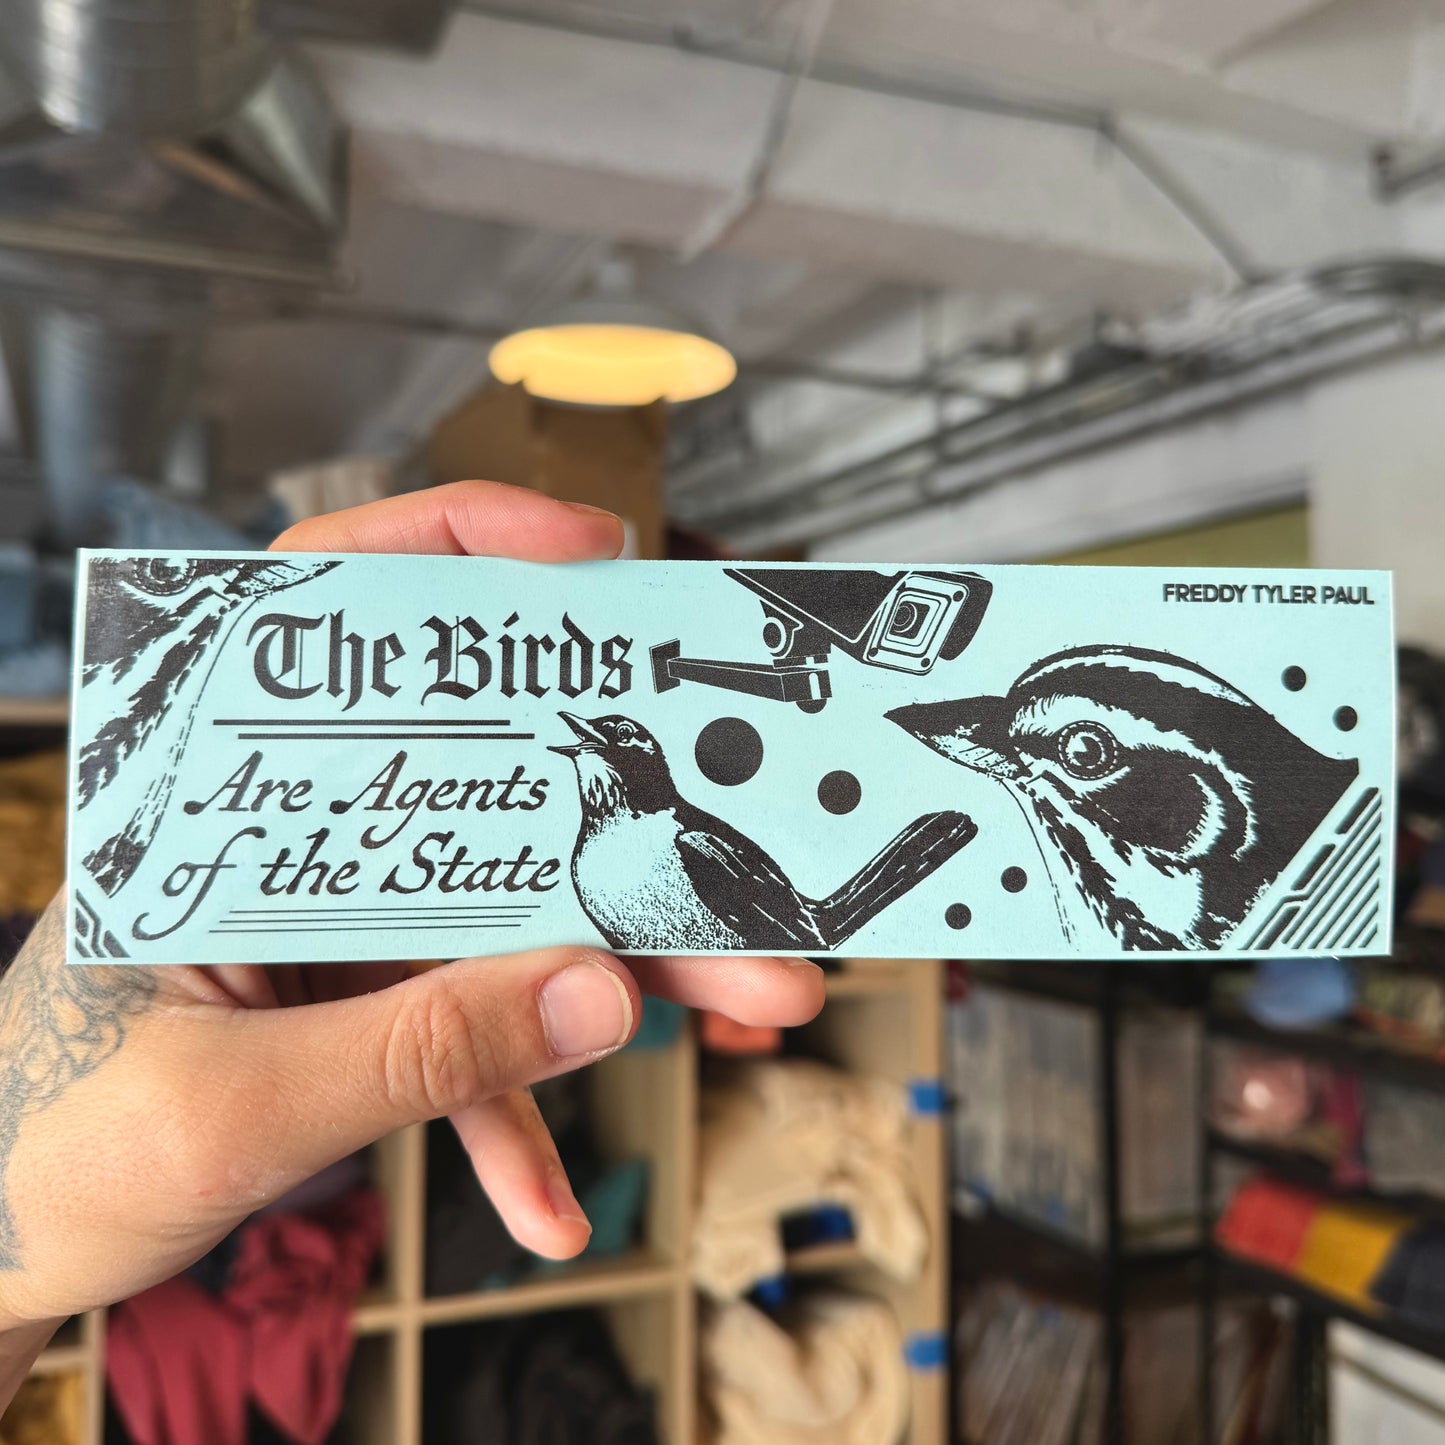 FREDDY TYLER PAUL
The Birds
Are Agents
of the State